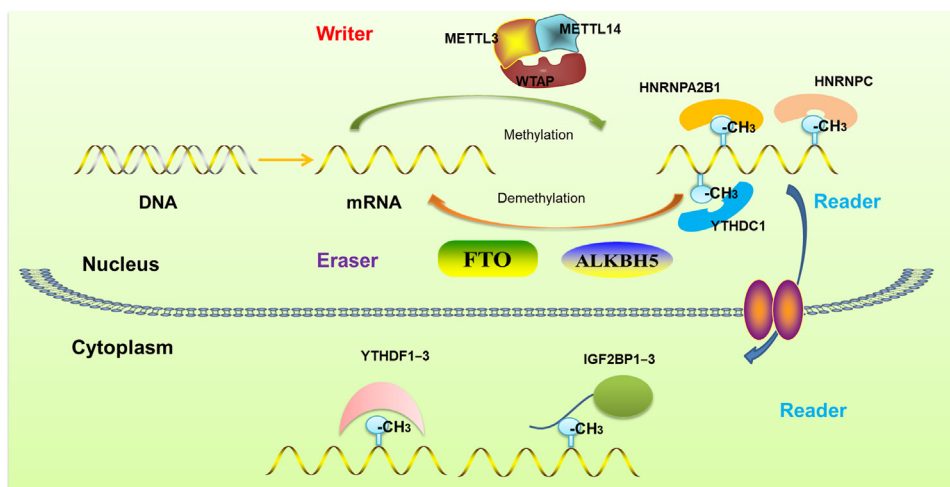 Writer
METTL3
METTL14
WTAP
HNRNPA2B1
HNRNPC
-CH3
-CH3
Methylation
DNA
mRNA
Demethylation
-CH3
YTHDC1
Reader
Nucleus
Eraser
FTO
ALKBH5
Cytoplasm
YTHDF1–3
IGF2BP1–3
Reader
-CH3
-CH3